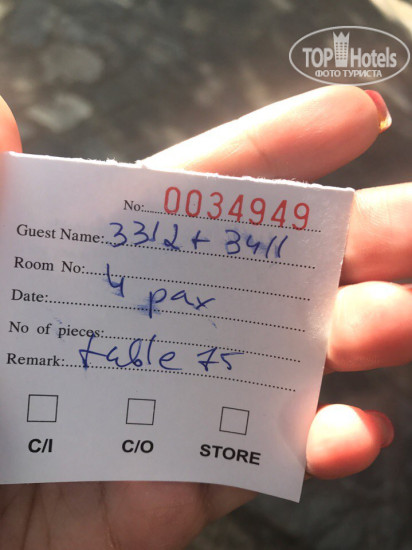 TOP Hotels
ФОТО ТУРИСТА
No: 0034949
Guest Name: 3312 + 3411
Room No:
4 pax
Date:
No of pieces:
Remark: table 75
C/I C/O STORE